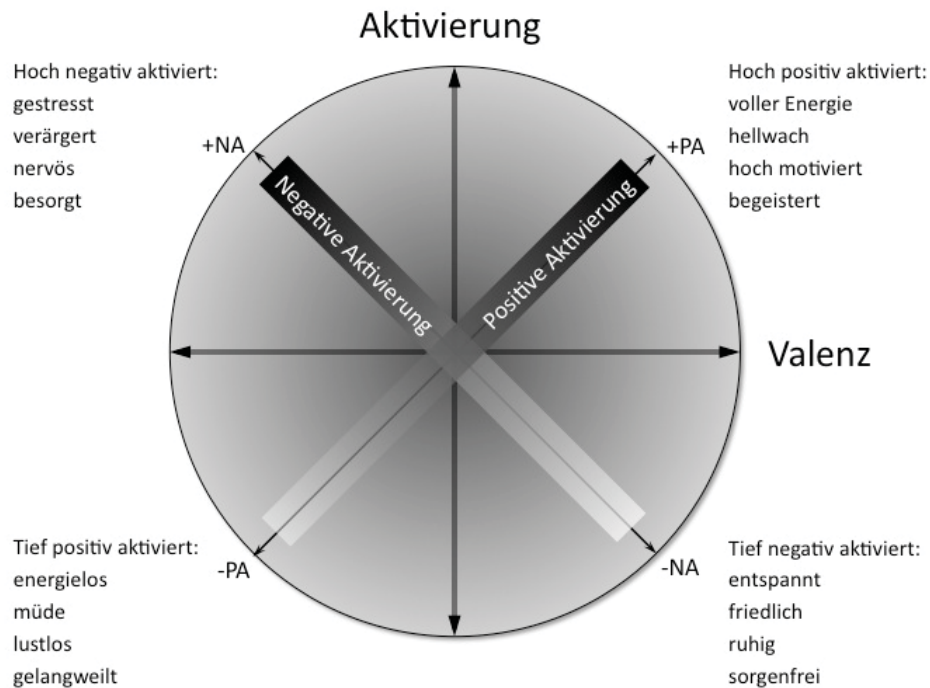 Aktivierung
Hoch negativ aktiviert:
gestresst
verärgert
nervös
besorgt
Hoch positiv aktiviert:
voller Energie
hellwach
hoch motiviert
begeistert
+NA
+PA
Negative Aktivierung
Positive Aktivierung
Valenz
Tief positiv aktiviert:
energielos
müde
lustlos
gelangweilt
-PA
-NA
Tief negativ aktiviert:
entspannt
friedlich
ruhig
sorgenfrei